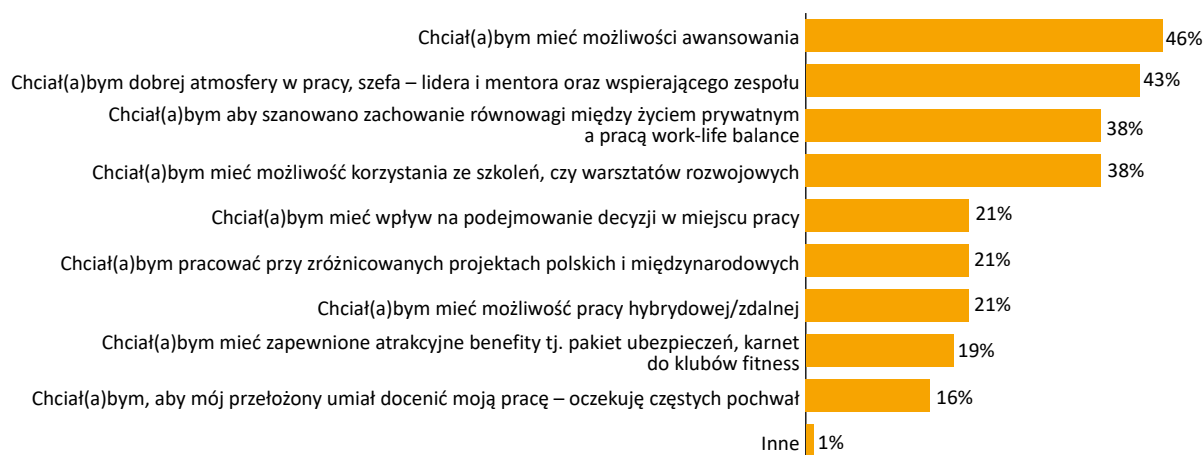 Chciał(a)bym mieć możliwości awansowania 46%
Chciał(a)bym dobrej atmosfery w pracy, szefa – lidera i mentora oraz wspierającego zespołu 43%
Chciał(a)bym aby szanowano zachowanie równowagi między życiem prywatnym
a pracą work-life balance 38%
Chciał(a)bym mieć możliwość korzystania ze szkoleń, czy warsztatów rozwojowych 38%
Chciał(a)bym mieć wpływ na podejmowanie decyzji w miejscu pracy 21%
Chciał(a)bym pracować przy zróżnicowanych projektach polskich i międzynarodowych 21%
Chciał(a)bym mieć możliwość pracy hybrydowej/zdalnej 21%
Chciał(a)bym mieć zapewnione atrakcyjne benefity tj. pakiet ubezpieczeń, karnet
do klubów fitness 19%
Chciał(a)bym, aby mój przełożony umiał docenić moją pracę – oczekuję częstych pochwał 16%
Inne 1%